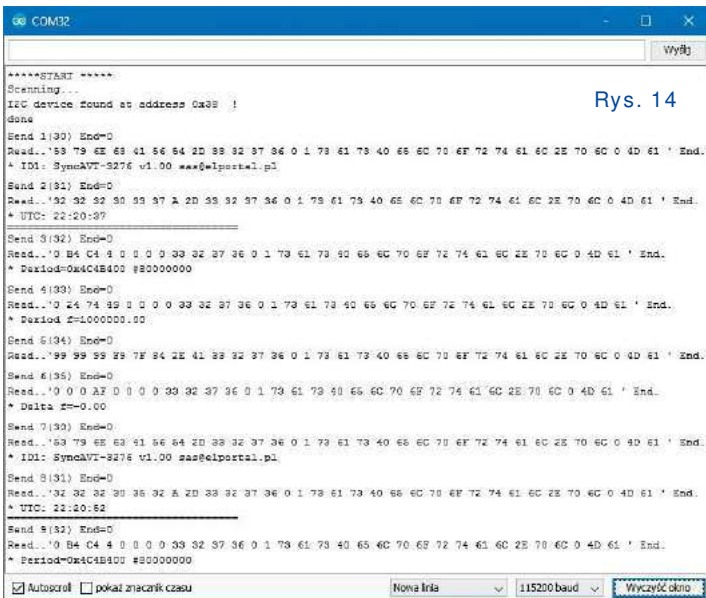 COM32
Wyślij
*****START *****
Scanning...
I2C device found at address 0x38 !
done
Rys. 14
Send 1(30) End=0
Read..'53 79 6E 63 41 56 54 2D 33 32 37 36 0 1 73 61 73 40 65 6C 70 6F 72 74 61 6C 2E 70 6C 0 4D 61 ' End.
* ID1: SyncAVT-3276 v1.00 sas@elportal.pl
Send 2(31) End=0
Read..'32 32 32 30 33 37 A 2D 33 32 37 36 0 1 73 61 73 40 65 6C 70 6F 72 74 61 6C 2E 70 6C 0 4D 61 ' End.
* UTC: 22:20:37
Send 3(32) End=0
Read..'0 B4 C4 4 0 0 0 0 33 32 37 36 0 1 73 61 73 40 65 6C 70 6F 72 74 61 6C 2E 70 6C 0 4D 61 ' End.
* Period=0x4C4B400 #80000000
Send 4(33) End=0
Read..'0 24 74 49 0 0 0 0 33 32 37 36 0 1 73 61 73 40 65 6C 70 6F 72 74 61 6C 2E 70 6C 0 4D 61 ' End.
* Period f=1000000.00
Send 5(34) End=0
Read..'99 99 99 7F 84 2E 41 33 32 37 36 0 1 73 61 73 40 65 6C 70 6F 72 74 61 6C 2E 70 6C 0 4D 61 ' End.
Send 6(35) End=0
Read..'0 0 0 AF 0 0 0 0 33 32 37 36 0 1 73 61 73 40 65 6C 70 6F 72 74 61 6C 2E 70 6C 0 4D 61 ' End.
* Delta f=-0.00
Send 7(30) End=0
Read..'53 79 6E 63 41 56 54 2D 33 32 37 36 0 1 73 61 73 40 65 6C 70 6F 72 74 61 6C 2E 70 6C 0 4D 61 ' End.
* ID1: SyncAVT-3276 v1.00 sas@elportal.pl
Send 8(31) End=0
Read..'32 32 32 30 35 32 A 2D 33 32 37 36 0 1 73 61 73 40 65 6C 70 6F 72 74 61 6C 2E 70 6C 0 4D 61 ' End.
* UTC: 22:20:52
Send 9(32) End=0
Read..'0 B4 C4 4 0 0 0 0 33 32 37 36 0 1 73 61 73 40 65 6C 70 6F 72 74 61 6C 2E 70 6C 0 4D 61 ' End.
* Period=0x4C4B400 #80000000
Autoscroll pokaż znacznik czasu Nowa linia 115200 baud Wyczyść okno